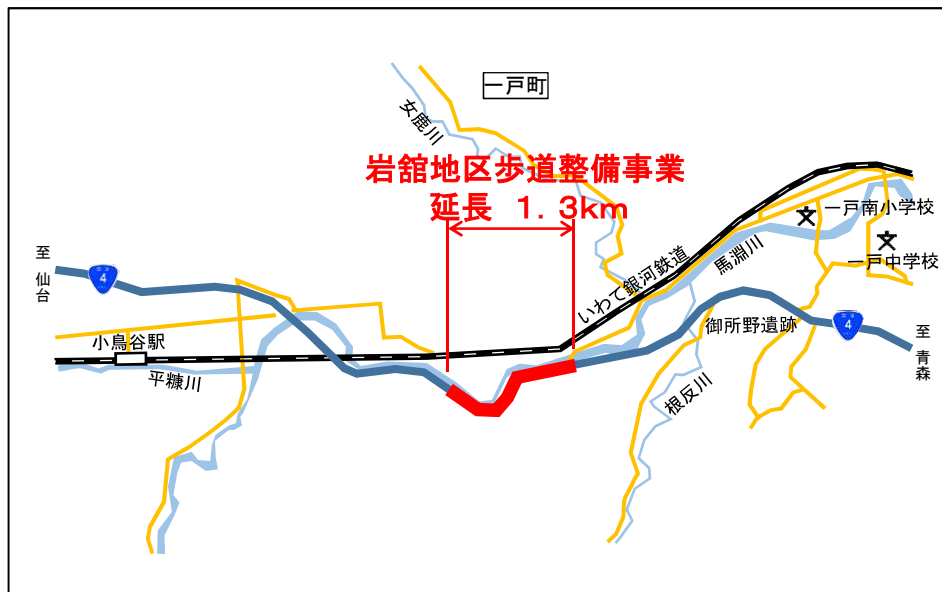 一戸町
女鹿川
岩舘地区歩道整備事業
延長 1.3km
一戸南小学校
一戸中学校
馬淵川
いわて銀河鉄道
至仙台
4
小鳥谷駅
平糠川
御所野遺跡
4
至青森
根反川